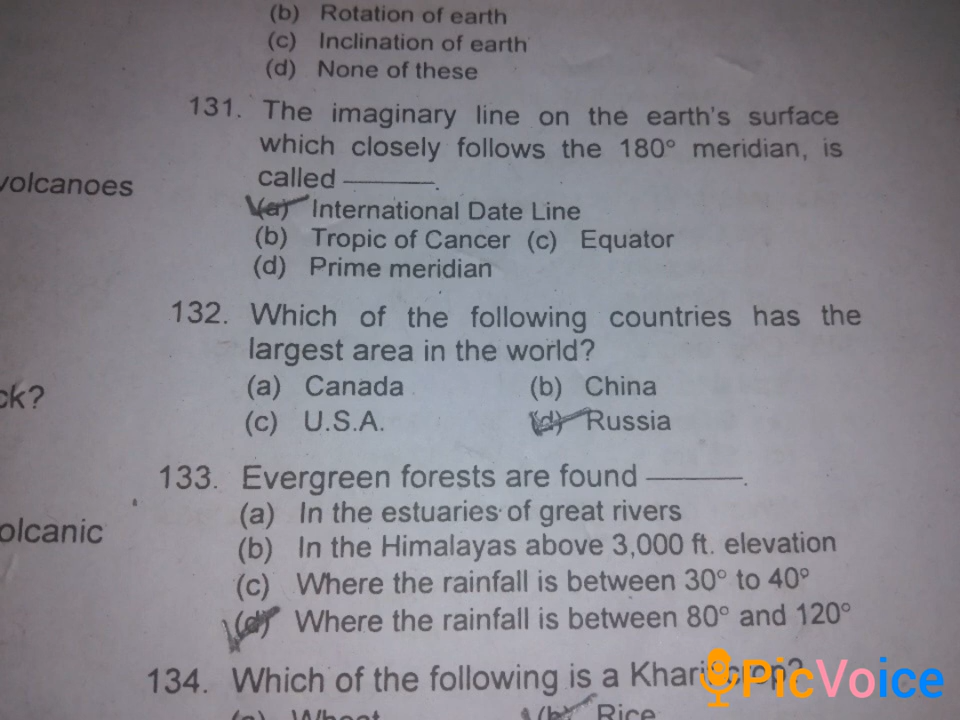 (b) Rotation of earth
(c) Inclination of earth
(d) None of these
131. The imaginary line on the earth's surface
which closely follows the 180° meridian, is
volcanoes
called ______.
(a) International Date Line
(b) Tropic of Cancer (c) Equator
(d) Prime meridian
132. Which of the following countries has the
largest area in the world?
ck?
(a) Canada (b) China
(c) U.S.A. (d) Russia
133. Evergreen forests are found ______.
(a) In the estuaries of great rivers
olcanic
(b) In the Himalayas above 3,000 ft. elevation
(c) Where the rainfall is between 30° to 40°
(d) Where the rainfall is between 80° and 120°
134. Which of the following is a Kharif crop?
PicVoice
(a) Wheat (b) Rice